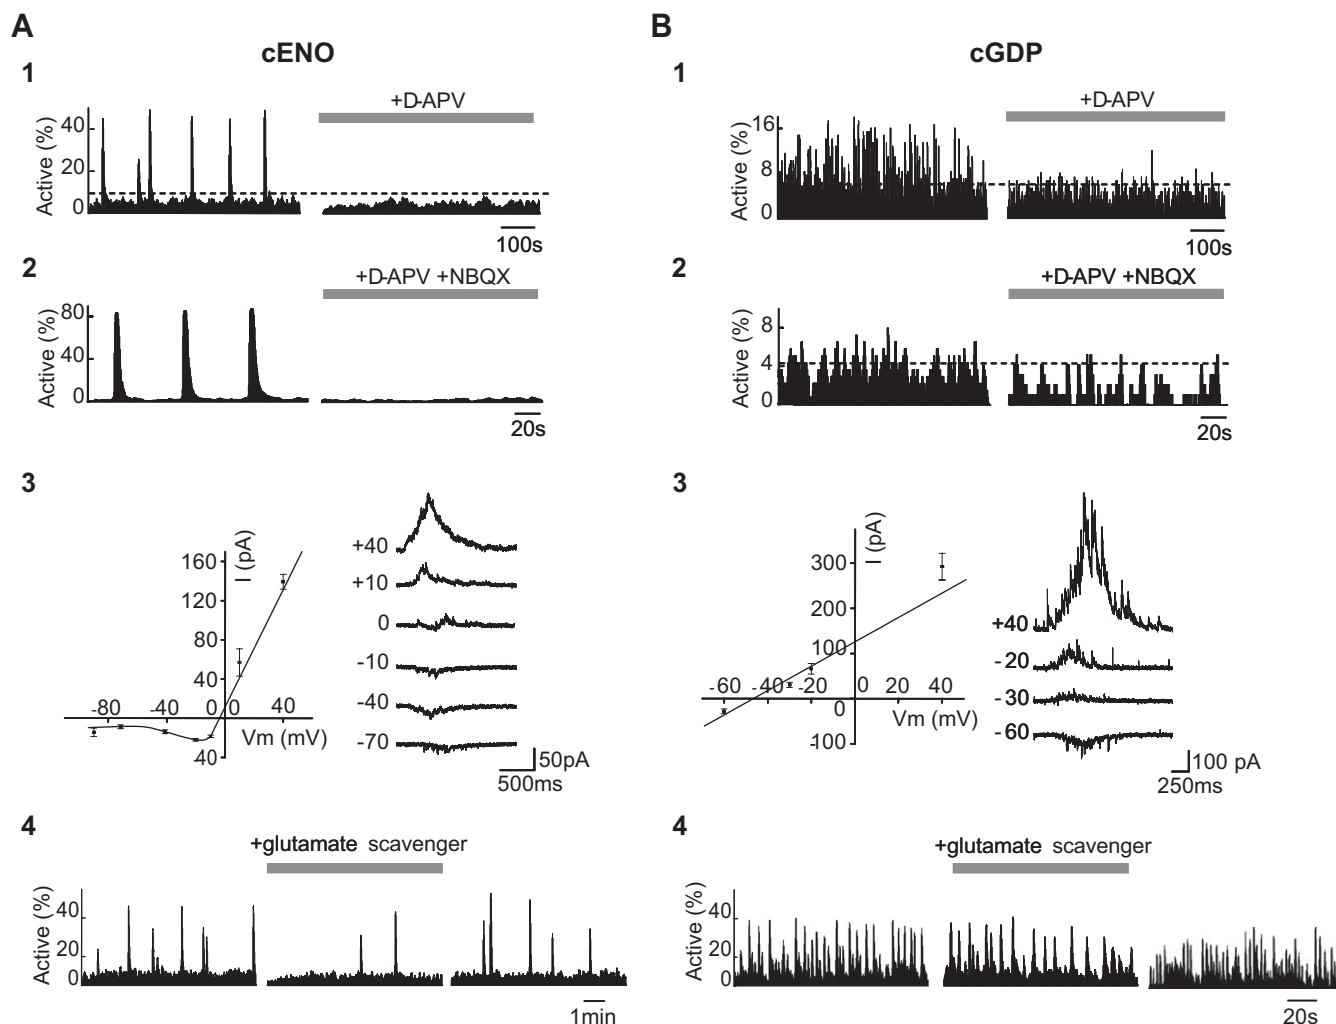 A
B
cENO
cGDP
1
+D-APV
Active (%)
40
20
0
100s
1
+D-APV
Active (%)
16
8
0
100s
2
+D-APV +NBQX
Active (%)
80
40
0
20s
2
+D-APV +NBQX
Active (%)
8
4
0
20s
3
I (pA)
160
120
80
40
-80
-40
0
0
40
Vm (mV)
40
+40
+10
0
-10
-40
-70
50pA
500ms
3
I (pA)
300
200
100
-60
-40
-20
0
20
40
0
Vm (mV)
-100
+40
-20
-30
-60
100 pA
250ms
4
+glutamate scavenger
Active (%)
40
20
0
1min
4
+glutamate scavenger
Active (%)
40
20
0
20s